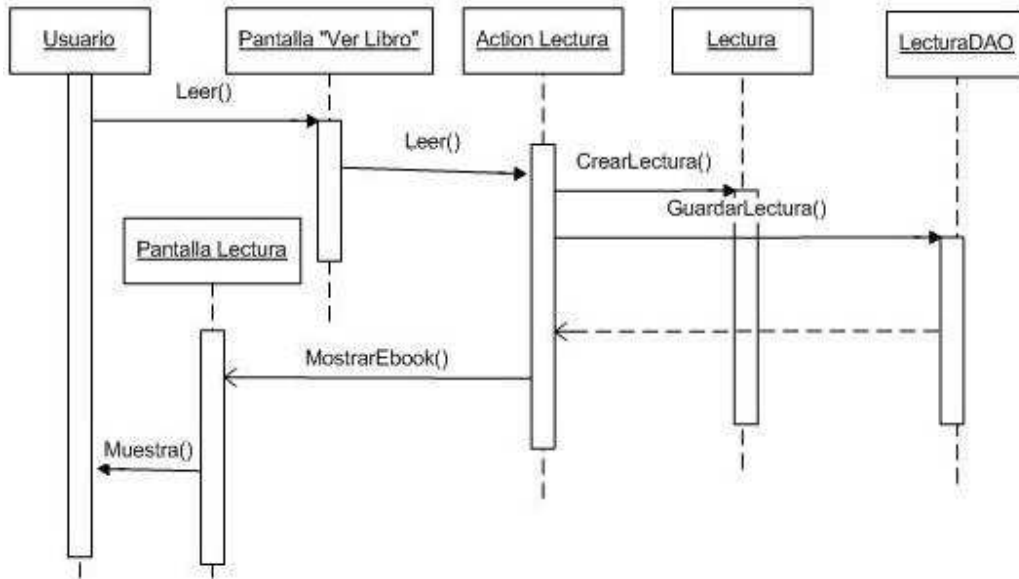 Usuario
Pantalla "Ver Libro"
Action Lectura
Lectura
LecturaDAO
Leer()
Leer()
CrearLectura()
GuardarLectura()
Pantalla Lectura
MostrarEbook()
Muestra()